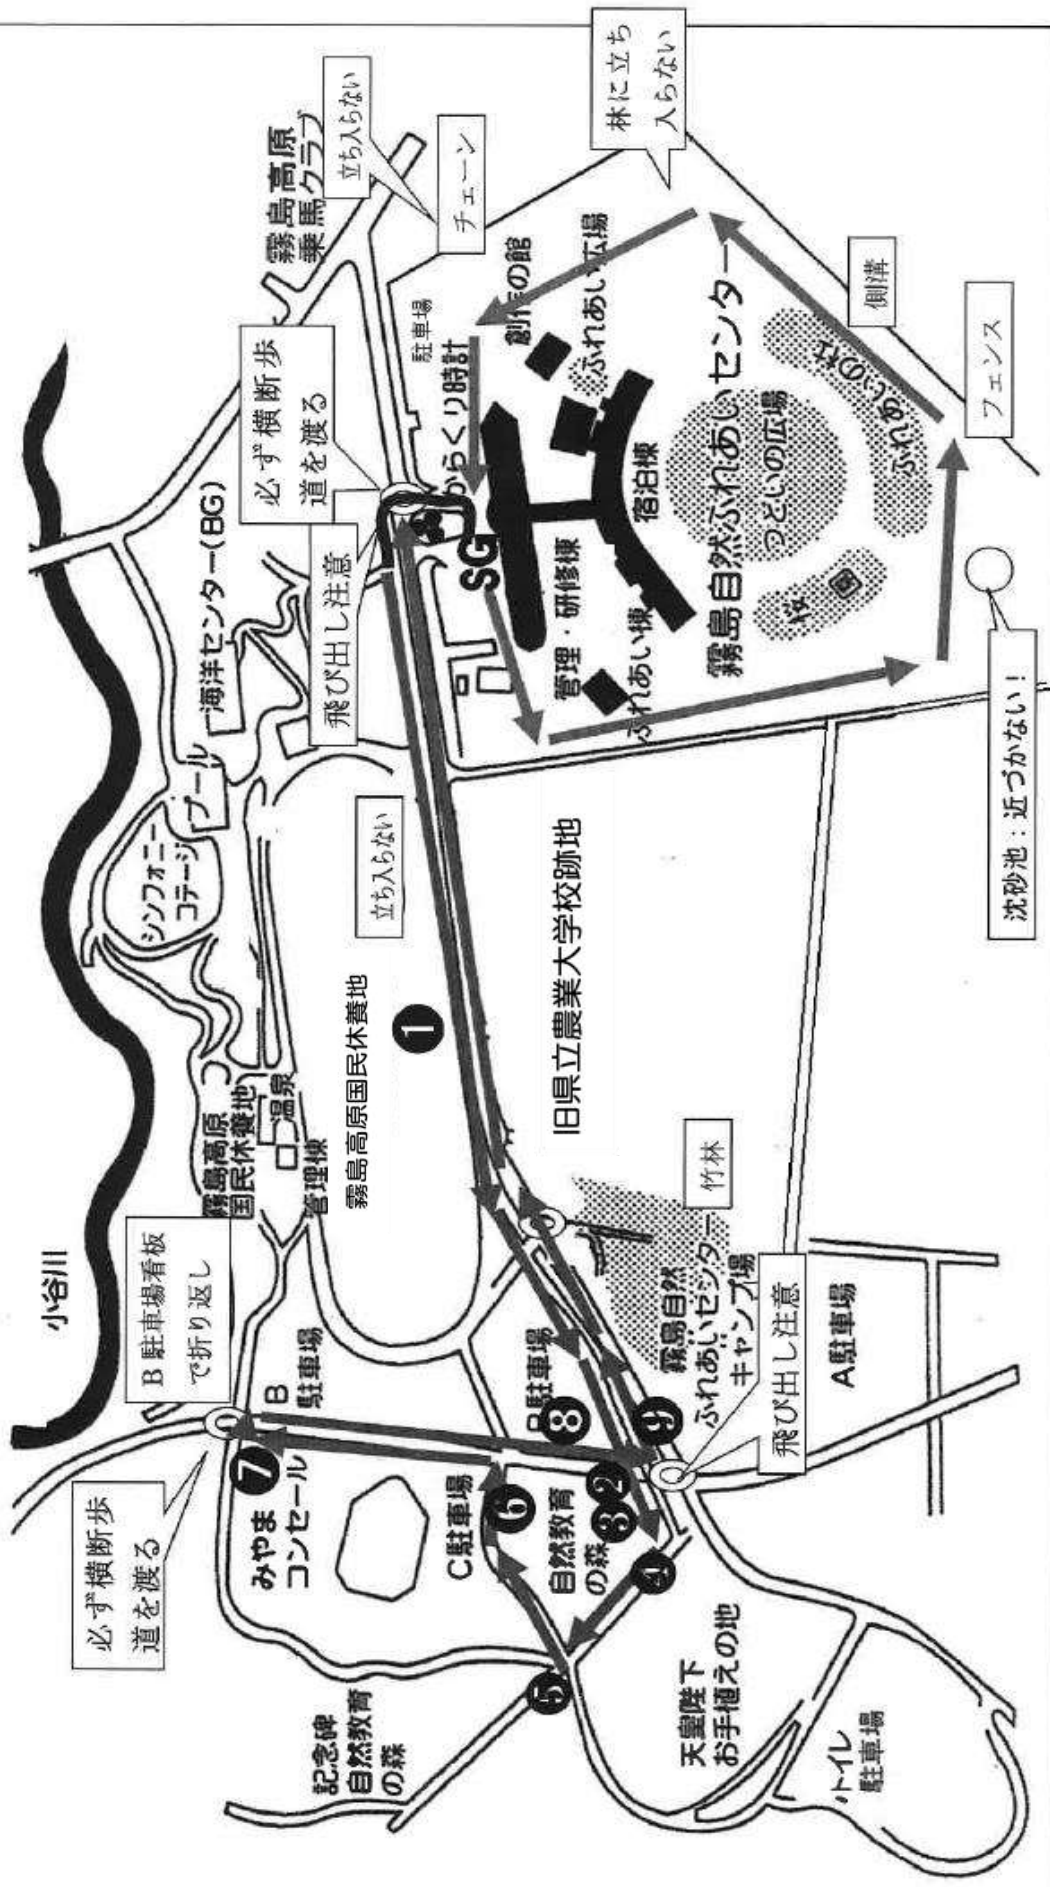 小谷川
必ず横断歩
道を渡る
B 駐車場看板
で折り返し
霧島高原
国民休養地
温泉
管理棟
シンフォニー
コテージ
プール
海洋センター(BG)
必ず横断歩
道を渡る
飛び出し注意
霧島高原
乗馬クラブ
立ち入らない
チェーン
林に立ち
入らない
記念碑
自然教育
の森
みやま
コンセール
⑦
B
駐車場
霧島高原国民休養地
①
立ち入らない
駐車場
からくり時計
創作の館
ふれあい広場
SG
C駐車場
⑥
⑤
自然教育
の森
③
②
④
⑧
⑨
旧県立農業大学校跡地
管理・研修棟
ふれあい棟
宿泊棟
霧島自然ふれあいセンター
つどいの広場
ふれあいの杜
桜
側溝
フェンス
沈砂池:近づかない!
竹林
霧島自然
ふれあいセンター
キャンプ場
飛び出し注意
A駐車場
天皇陛下
お手植えの地
トイレ
駐車場